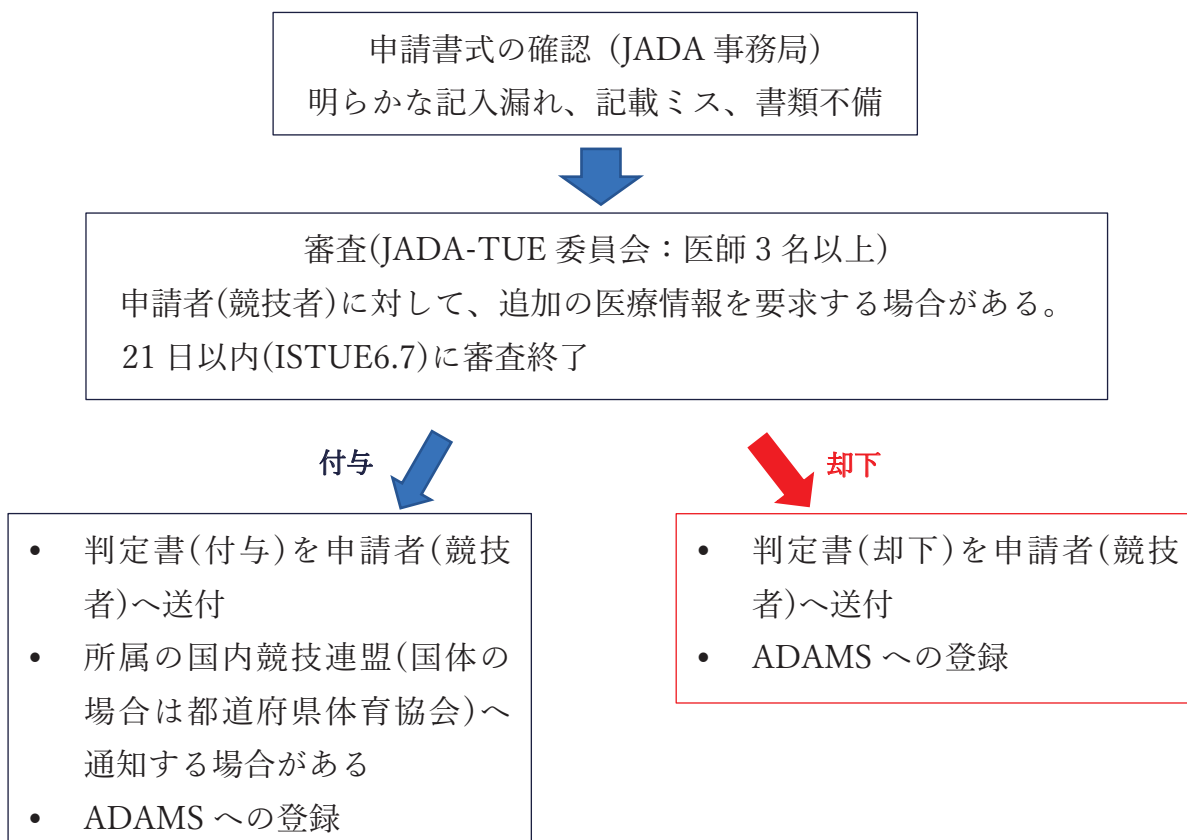 申請書式の確認 (JADA 事務局)
明らかな記入漏れ、記載ミス、書類不備
審査(JADA-TUE 委員会：医師 3 名以上)
申請者(競技者)に対して、追加の医療情報を要求する場合がある。
21 日以内(ISTUE6.7)に審査終了
付与
却下
• 判定書(付与)を申請者(競技
者)へ送付
• 所属の国内競技連盟(国体の
場合は都道府県体育協会)へ
通知する場合がある
• ADAMS への登録
• 判定書(却下)を申請者(競技
者)へ送付
• ADAMS への登録